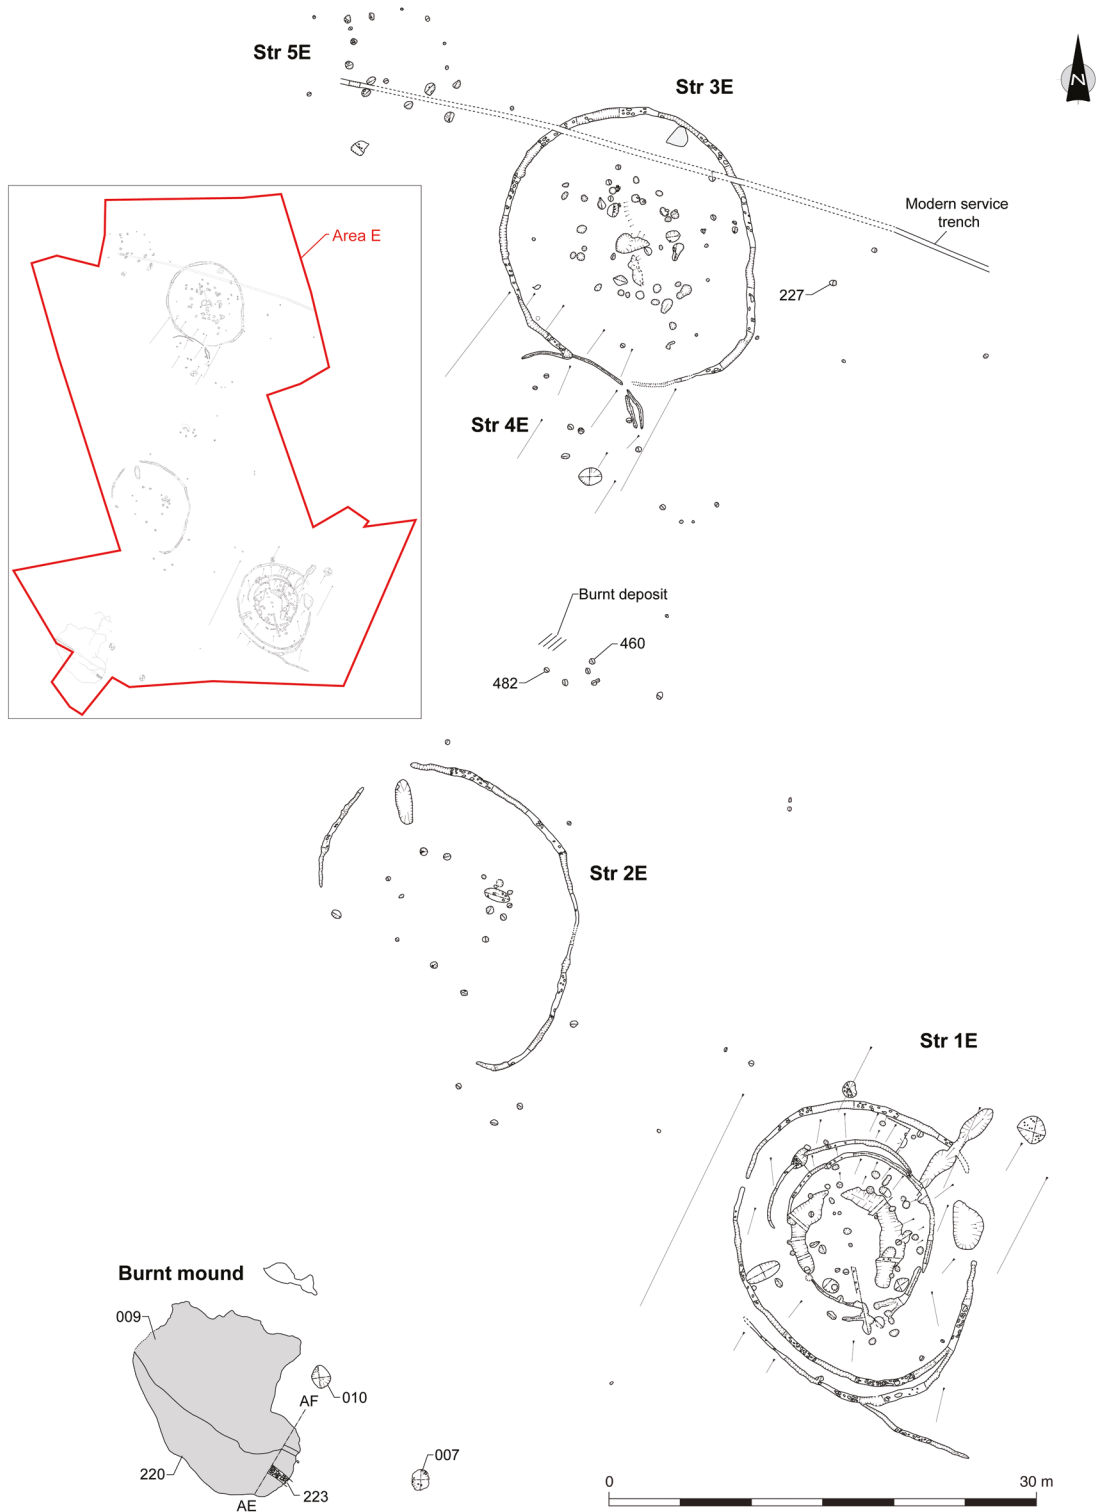 Str 5E
Str 3E
N
Area E
Modern service
trench
227
Str 4E
Burnt deposit
460
482
Str 2E
Str 1E
Burnt mound
009
010
AF
007
220
223
AE
0
30 m